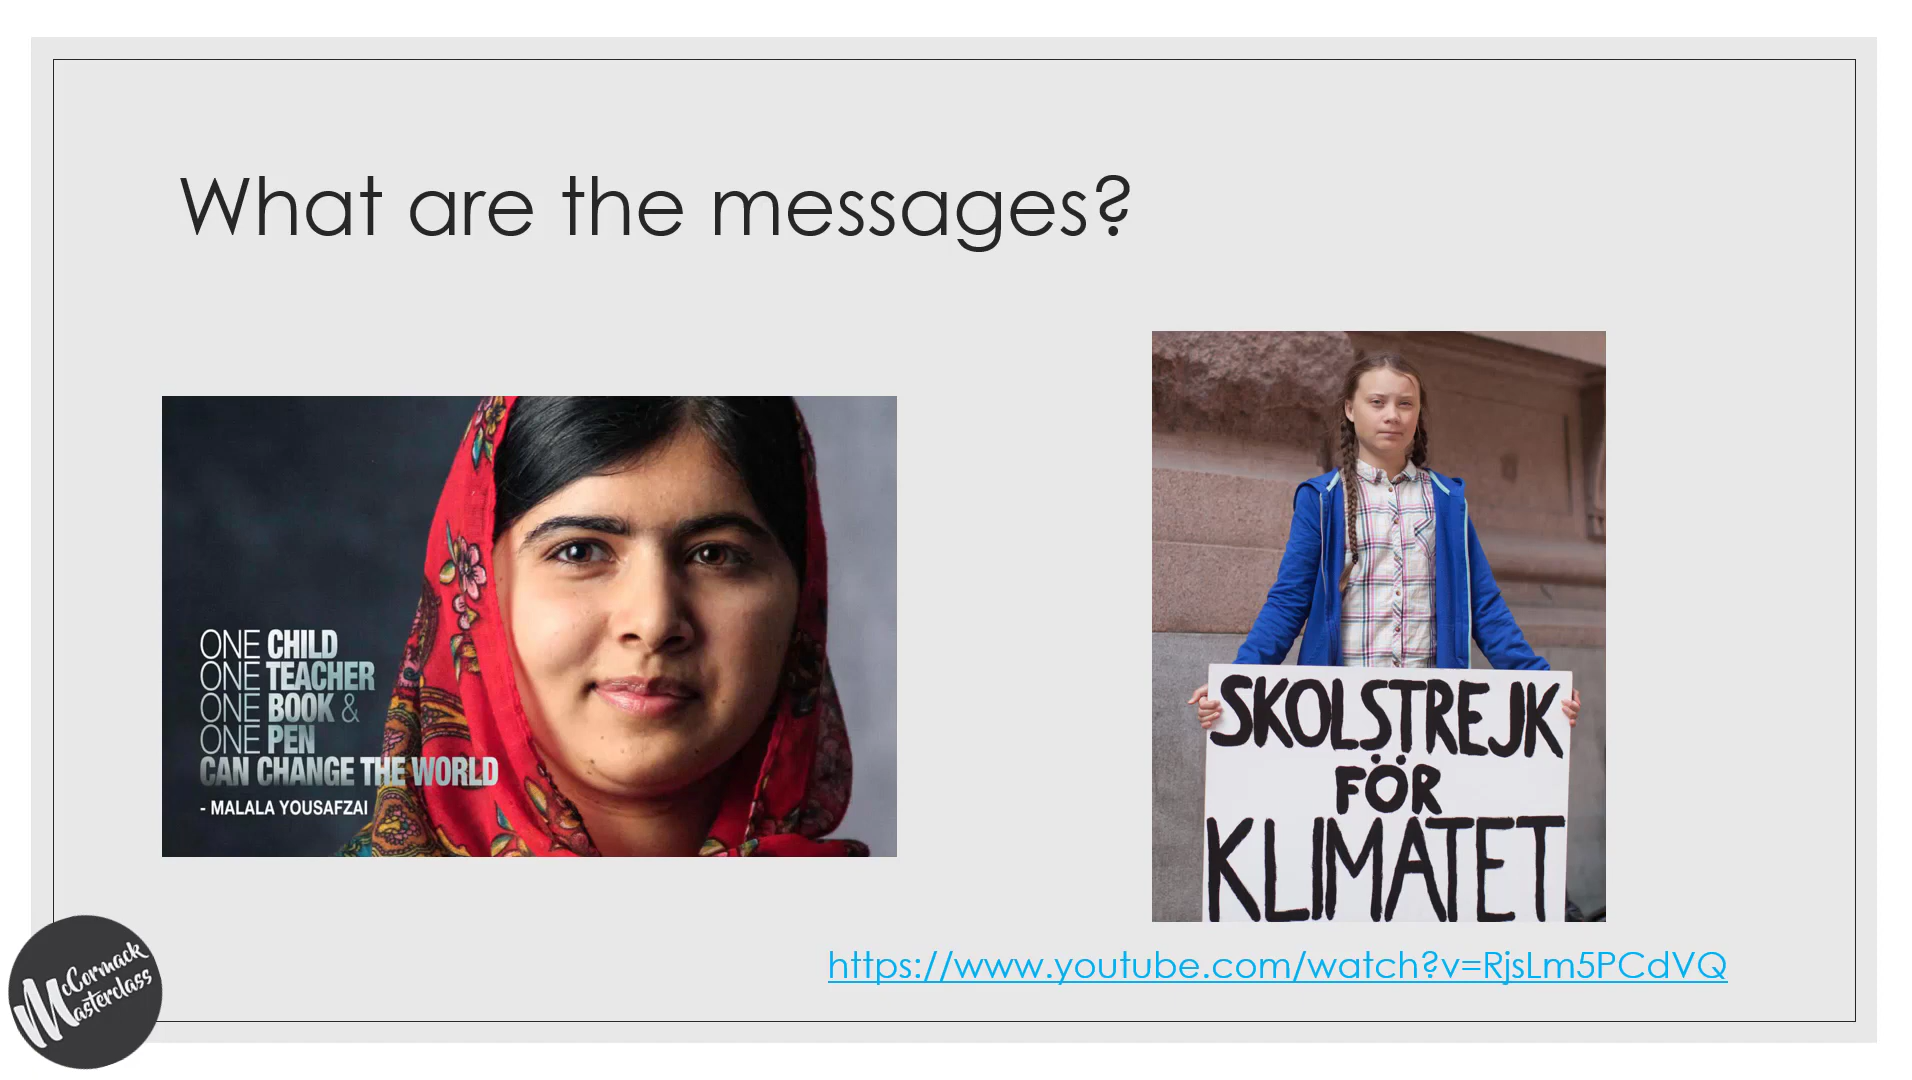 What are the messages?
ONE CHILD
ONE TEACHER
ONE BOOK &
ONE PEN
CAN CHANGE THE WORLD
- MALALA YOUSAFZAI
SKOLSTREJK
FÖR
KLIMATET
https://www.youtube.com/watch?v=RjsLm5PCdVQ
McCormack
Masterclass